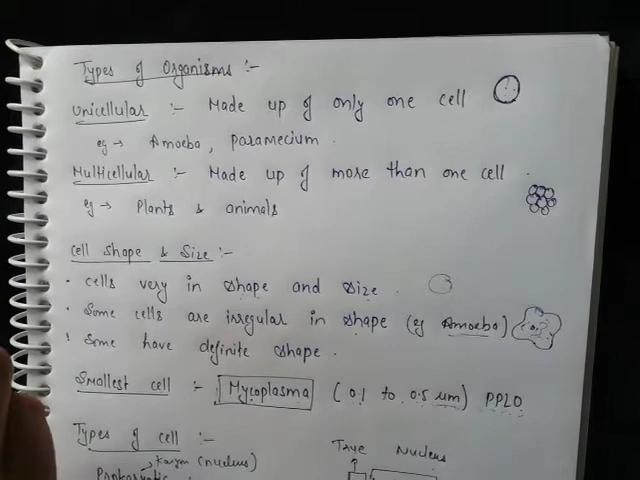 Types of Organisms :-
Unicellular :- Made up of only one cell
eg → Amoeba, paramecium.
Multicellular :- Made up of more than one cell.
eg → Plants & animals
Cell Shape & Size :-
• Cells very in shape and size.
• Some cells are irregular in shape (eg Amoeba)
• Some have definite shape.
Smallest cell :- Mycoplasma (0.1 to 0.5 um) PPLO
Types of cell :-
True Nucleus
Karyon (nucleus)
Prokaryotic